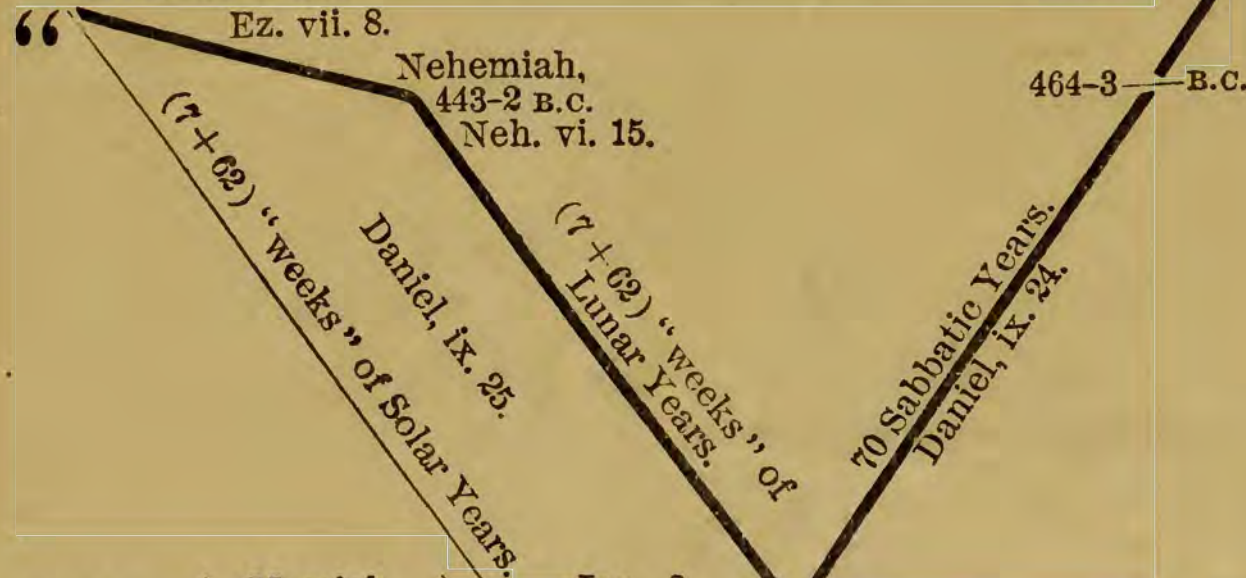 “
Ez. vii. 8.
Nehemiah,
443-2 B.C.
Neh. vi. 15.
464-3 — B.C.
(7+62) “weeks” of Solar Years.
Daniel, ix. 25.
(7+62) “weeks” of
Lunar Years.
70 Sabbatic Years.
Daniel, ix. 24.